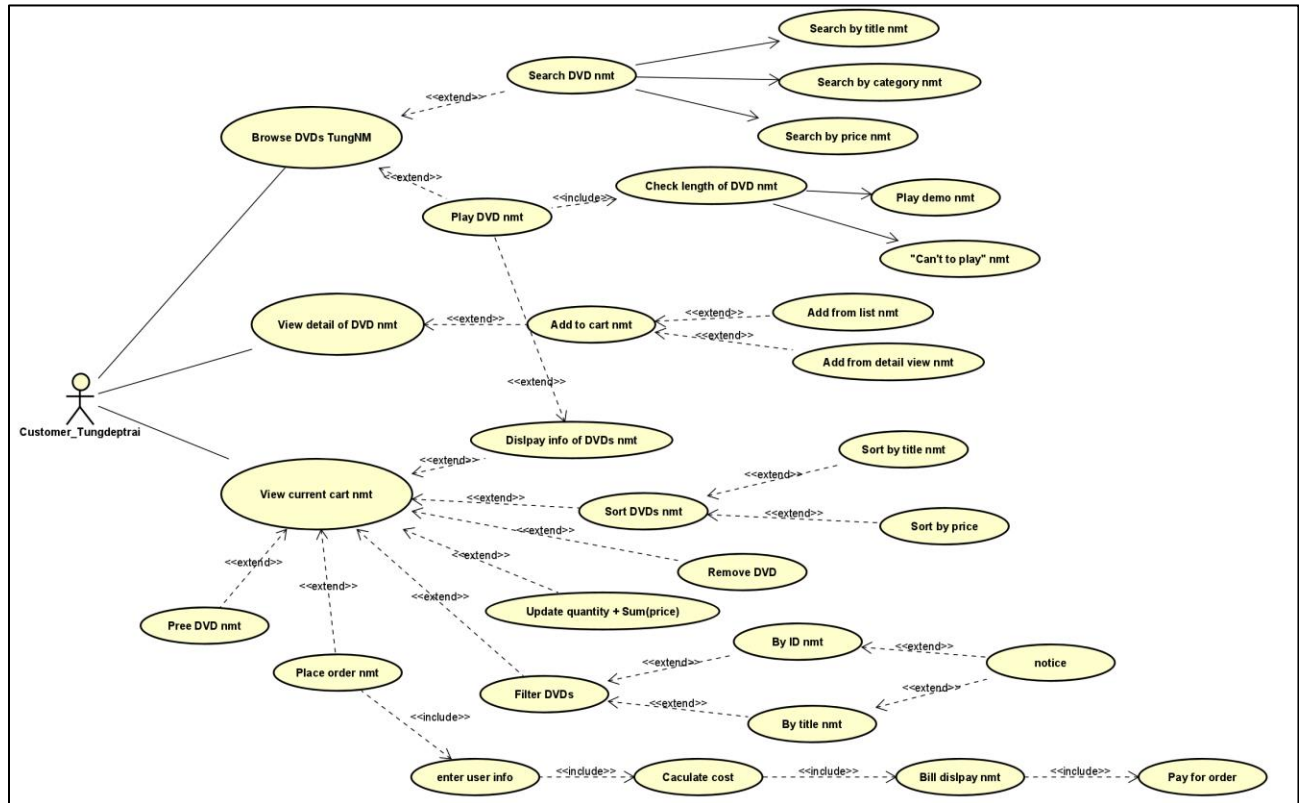 Search by title nmt
Search DVD nmt
Search by category nmt
<<extend>>
Browse DVDs TungNM
Search by price nmt
<<extend>>
Check length of DVD nmt
<<include>>
Play demo nmt
Play DVD nmt
"Can't to play" nmt
View detail of DVD nmt
<<extend>>
Add to cart nmt
<<extend>>
Add from list nmt
<<extend>>
Add from detail view nmt
<<extend>>
Customer_Tungdeptrai
Dislpay info of DVDs nmt
<<extend>>
Sort by title nmt
<<extend>>
View current cart nmt
<<extend>>
Sort DVDs nmt
<<extend>>
Sort by price
<<extend>>
Remove DVD
<<extend>>
<<extend>>
<<extend>>
<<extend>>
Update quantity + Sum(price)
Pree DVD nmt
By ID nmt
<<extend>>
notice
Place order nmt
<<extend>>
Filter DVDs
<<extend>>
<<extend>>
By title nmt
<<include>>
enter user info
<<include>>
Caculate cost
<<include>>
Bill dislpay nmt
<<include>>
Pay for order